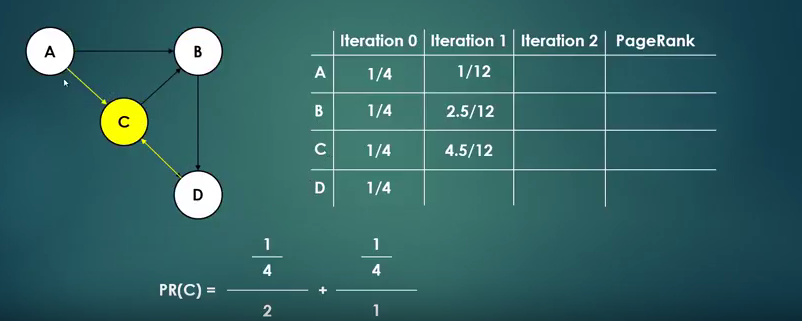 A
B
C
D
Iteration 0 Iteration 1 Iteration 2 PageRank
A 1/4 1/12
B 1/4 2.5/12
C 1/4 4.5/12
D 1/4
1 1
4 4
PR(C) = +
2 1